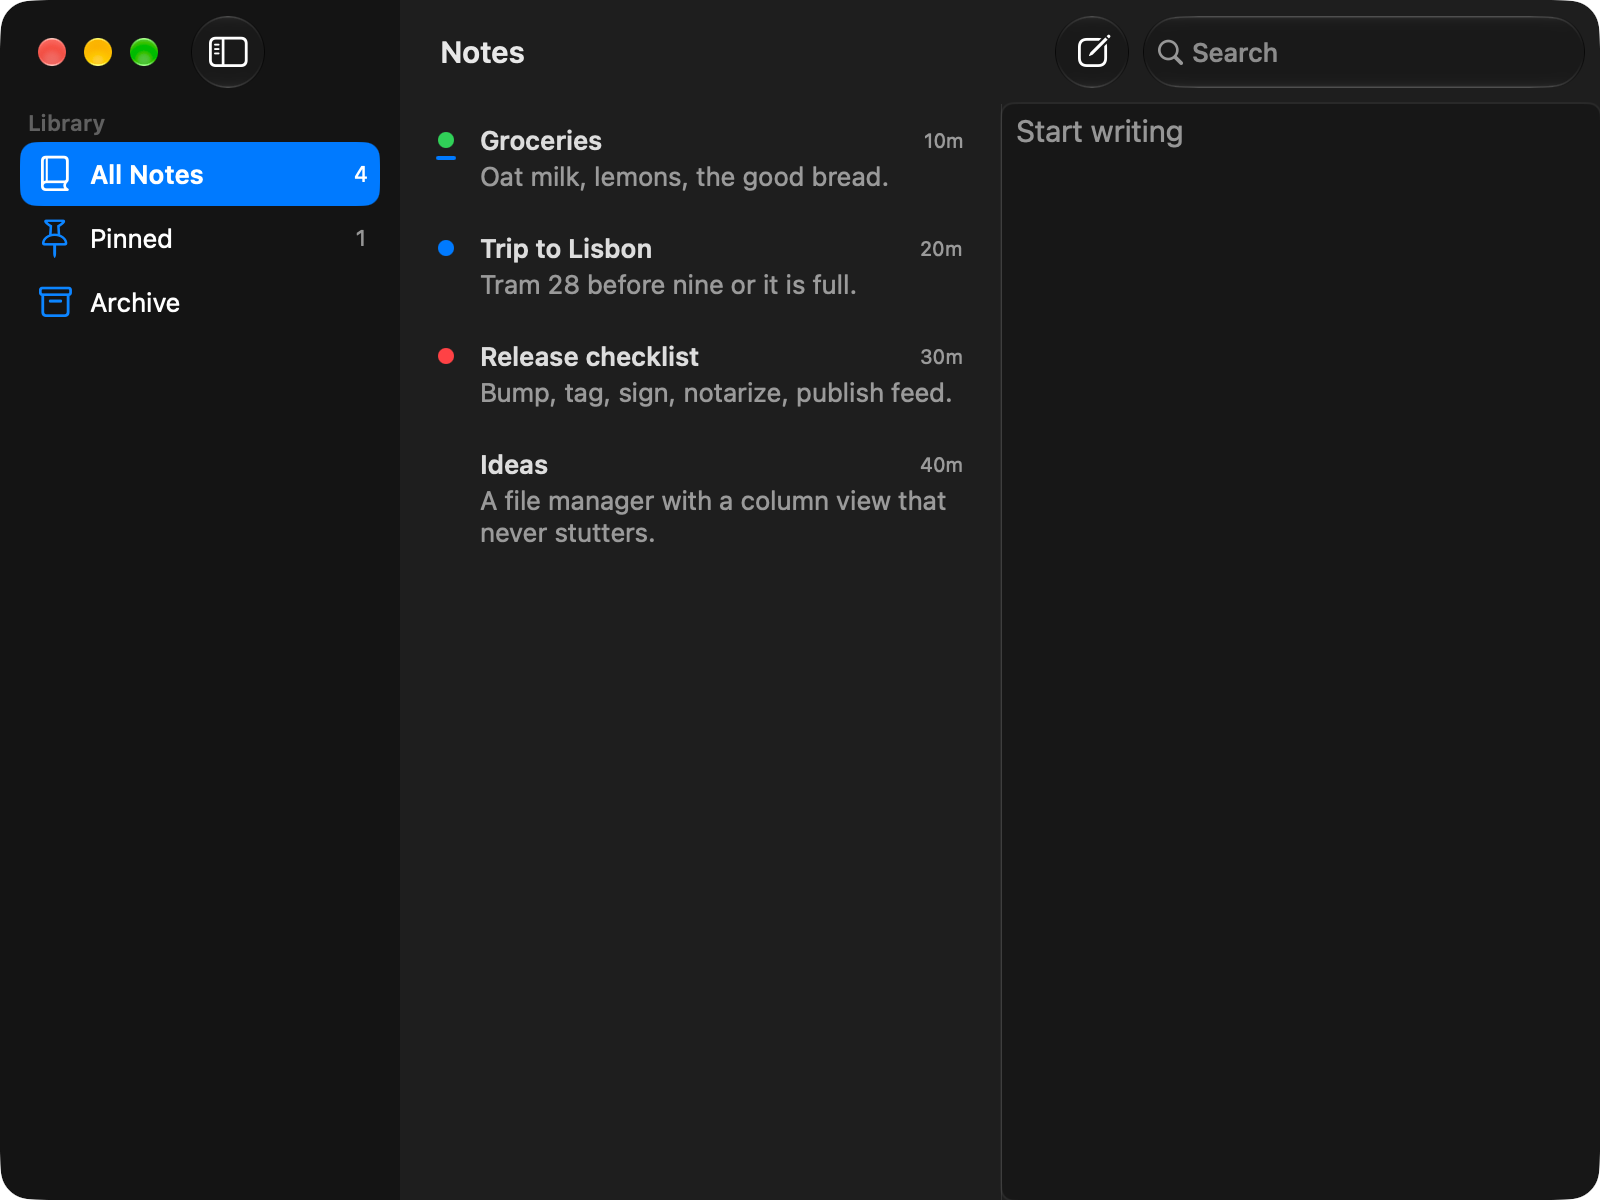 Notes
Search
Library
All Notes 4
Pinned 1
Archive
Groceries 10m
Oat milk, lemons, the good bread.
Trip to Lisbon 20m
Tram 28 before nine or it is full.
Release checklist 30m
Bump, tag, sign, notarize, publish feed.
Ideas 40m
A file manager with a column view that
never stutters.
Start writing